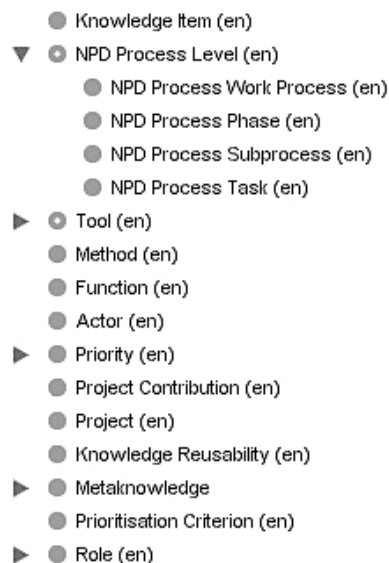 Knowledge Item (en)
NPD Process Level (en)
NPD Process Work Process (en)
NPD Process Phase (en)
NPD Process Subprocess (en)
NPD Process Task (en)
Tool (en)
Method (en)
Function (en)
Actor (en)
Priority (en)
Project Contribution (en)
Project (en)
Knowledge Reusability (en)
Metaknowledge
Prioritisation Criterion (en)
Role (en)